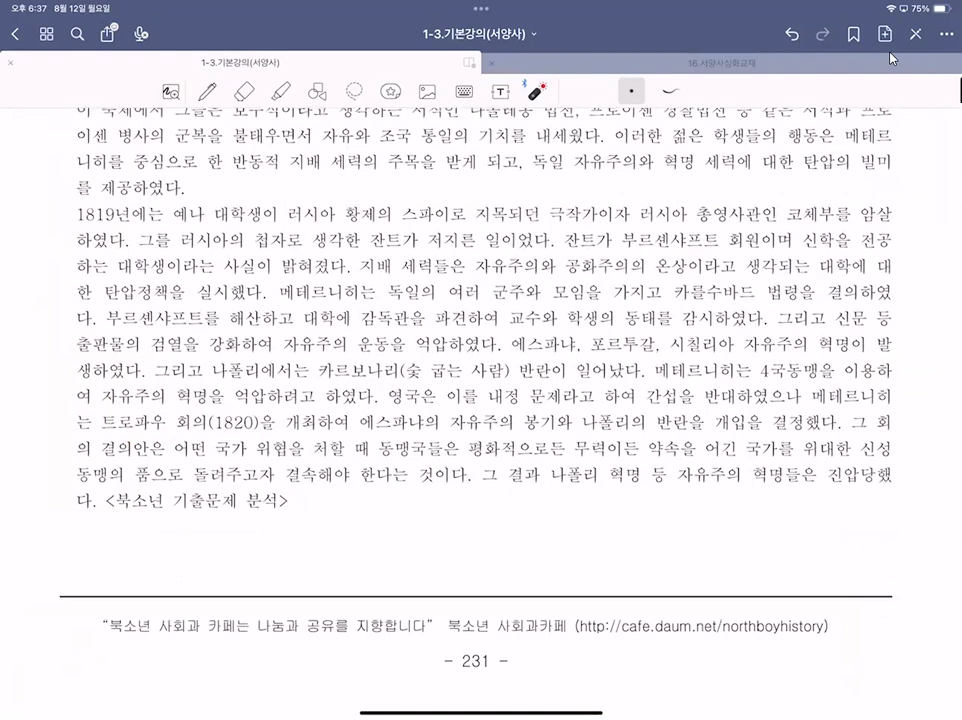 오후 6:37 8월 12일 월요일
75%
1-3.기본강의(서양사)
1-3.기본강의(서양사)
16.서양사심화교재
이센 병사의 군복을 불태우면서 자유와 조국 통일의 기치를 내세웠다. 이러한 젊은 학생들의 행동은 메테르
니히를 중심으로 한 반동적 지배 세력의 주목을 받게 되고, 독일 자유주의와 혁명 세력에 대한 탄압의 빌미
를 제공하였다.
1819년에는 예나 대학생이 러시아 황제의 스파이로 지목되던 극작가이자 러시아 총영사관인 코체부를 암살
하였다. 그를 러시아의 첩자로 생각한 잔트가 저지른 일이었다. 잔트가 부르셴샤프트 회원이며 신학을 전공
하는 대학생이라는 사실이 밝혀졌다. 지배 세력들은 자유주의와 공화주의의 온상이라고 생각되는 대학에 대
한 탄압정책을 실시했다. 메테르니히는 독일의 여러 군주와 모임을 가지고 카를수바드 법령을 결의하였
다. 부르셴샤프트를 해산하고 대학에 감독관을 파견하여 교수와 학생의 동태를 감시하였다. 그리고 신문 등
출판물의 검열을 강화하여 자유주의 운동을 억압하였다. 에스파냐, 포르투갈, 시칠리아 자유주의 혁명이 발
생하였다. 그리고 나폴리에서는 카르보나리(숯 굽는 사람) 반란이 일어났다. 메테르니히는 4국동맹을 이용하
여 자유주의 혁명을 억압하려고 하였다. 영국은 이를 내정 문제라고 하여 간섭을 반대하였으나 메테르니히
는 트로파우 회의(1820)을 개최하여 에스파냐의 자유주의 봉기와 나폴리의 반란을 개입을 결정했다. 그 회
의 결의안은 어떤 국가 위협을 처할 때 동맹국들은 평화적으로든 무력이든 약속을 어긴 국가를 위대한 신성
동맹의 품으로 돌려주고자 결속해야 한다는 것이다. 그 결과 나폴리 혁명 등 자유주의 혁명들은 진압당했
다. <북소년 기출문제 분석>
“북소년 사회과 카페는 나눔과 공유를 지향합니다” 북소년 사회과카페 (http://cafe.daum.net/northboyhistory)
- 231 -